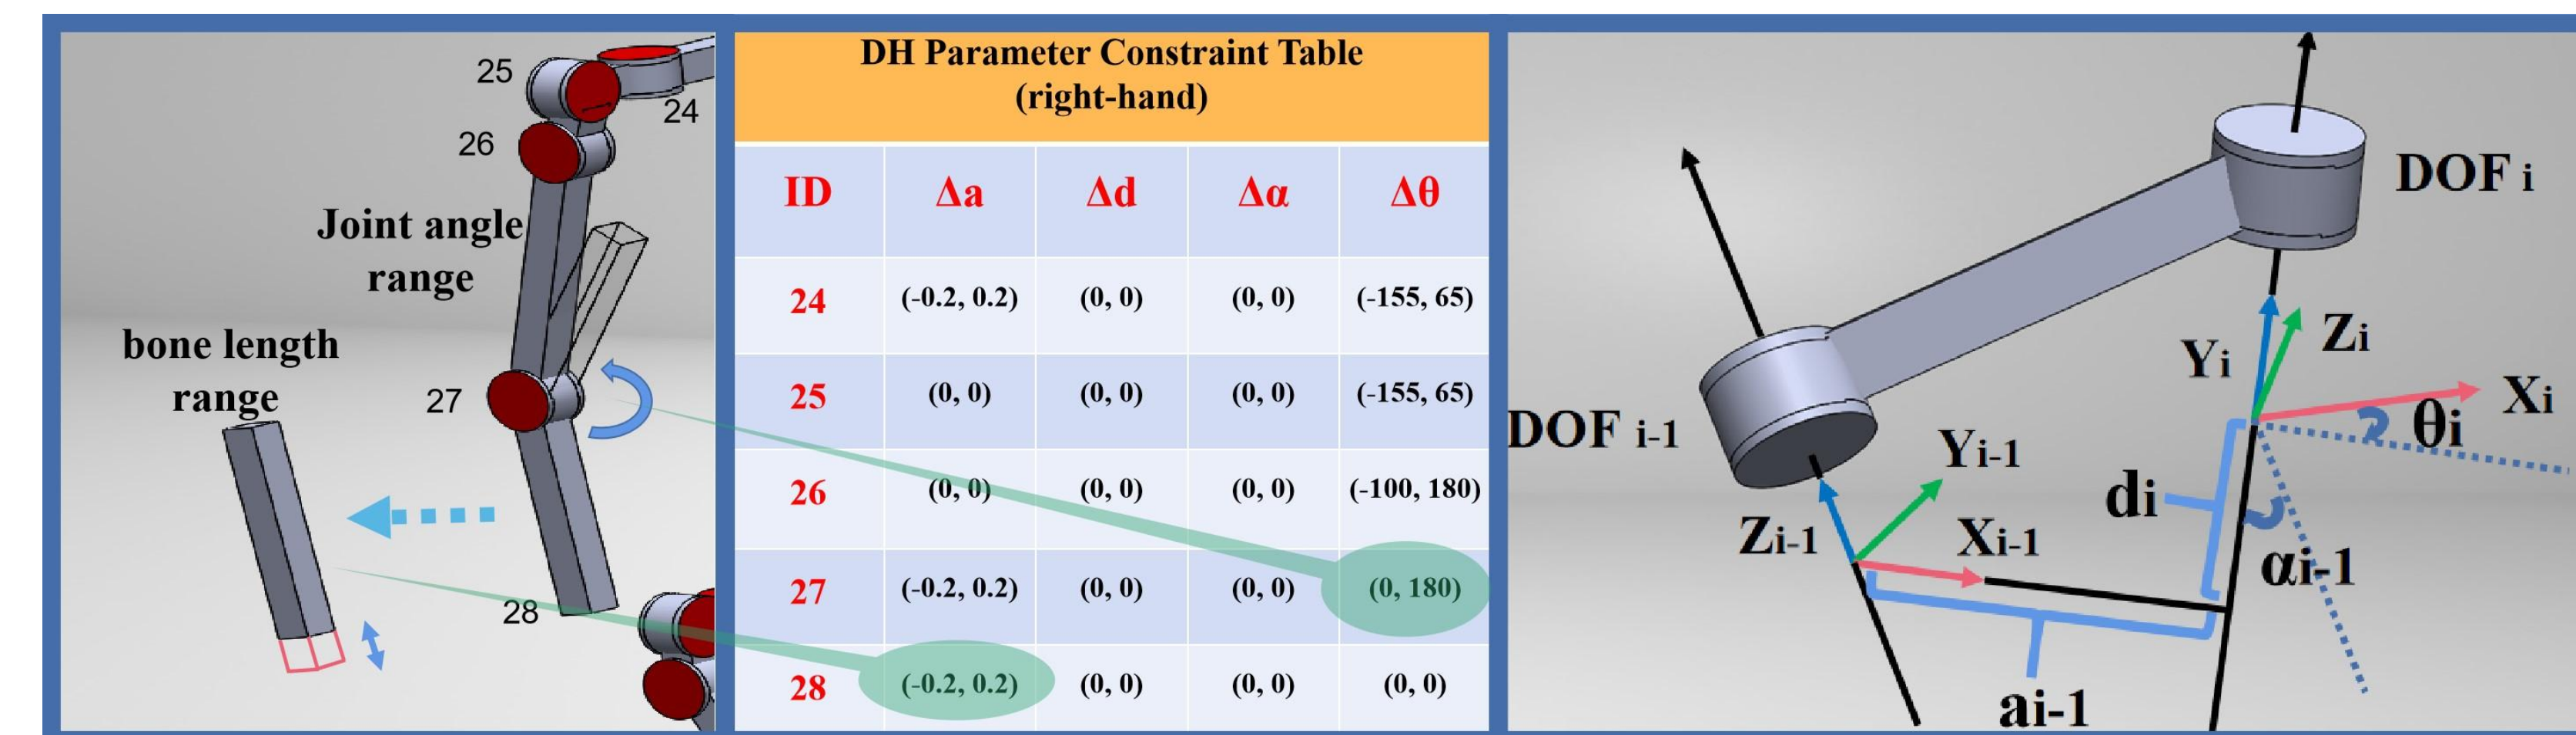 25
24
26
Joint angle
range
bone length
range
27
28
DH Parameter Constraint Table
(right-hand)
ID Δa Δd Δα Δθ
24 (-0.2, 0.2) (0, 0) (0, 0) (-155, 65)
25 (0, 0) (0, 0) (0, 0) (-155, 65)
26 (0, 0) (0, 0) (0, 0) (-100, 180)
27 (-0.2, 0.2) (0, 0) (0, 0) (0, 180)
28 (-0.2, 0.2) (0, 0) (0, 0) (0, 0)
DOF i
Zi
Yi
Xi
θi
DOF i-1
Yi-1
di
Zi-1
Xi-1
αi-1
ai-1